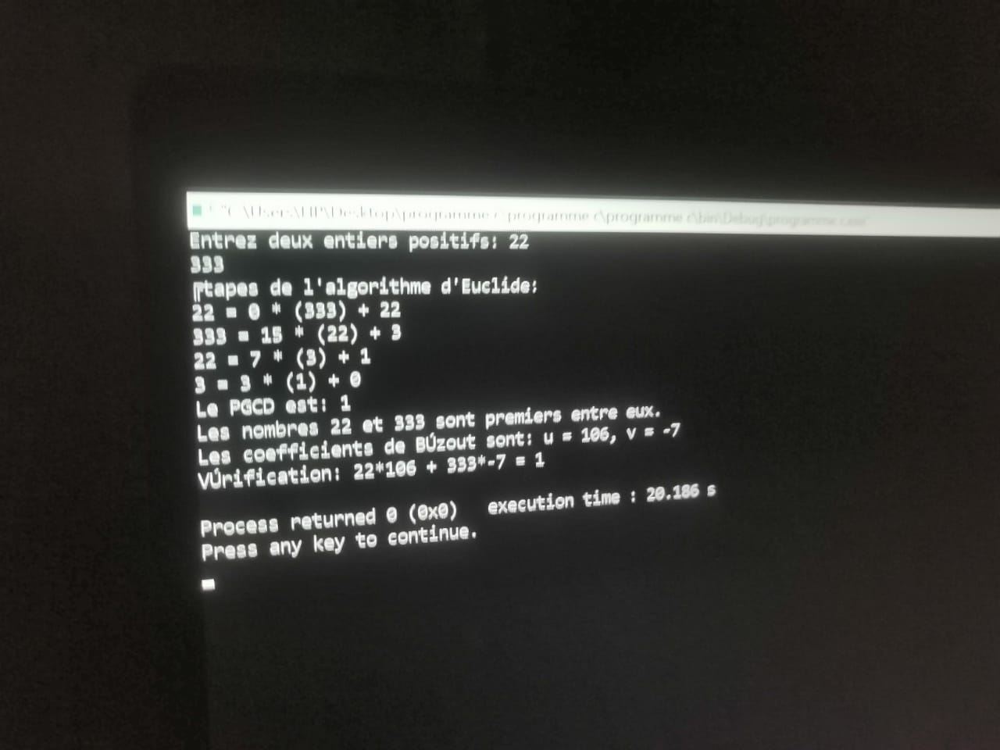 "C:\Users\HP\Desktop\programme c\programme c\programme c\bin\Debug\programme c.exe"
Entrez deux entiers positifs: 22
333
┌tapes de l'algorithme d'Euclide:
22 = 0 * (333) + 22
333 = 15 * (22) + 3
22 = 7 * (3) + 1
3 = 3 * (1) + 0
Le PGCD est: 1
Les nombres 22 et 333 sont premiers entre eux.
Les coefficients de BÚzout sont: u = 106, v = -7
VÚrification: 22*106 + 333*-7 = 1
Process returned 0 (0x0)   execution time : 20.186 s
Press any key to continue.